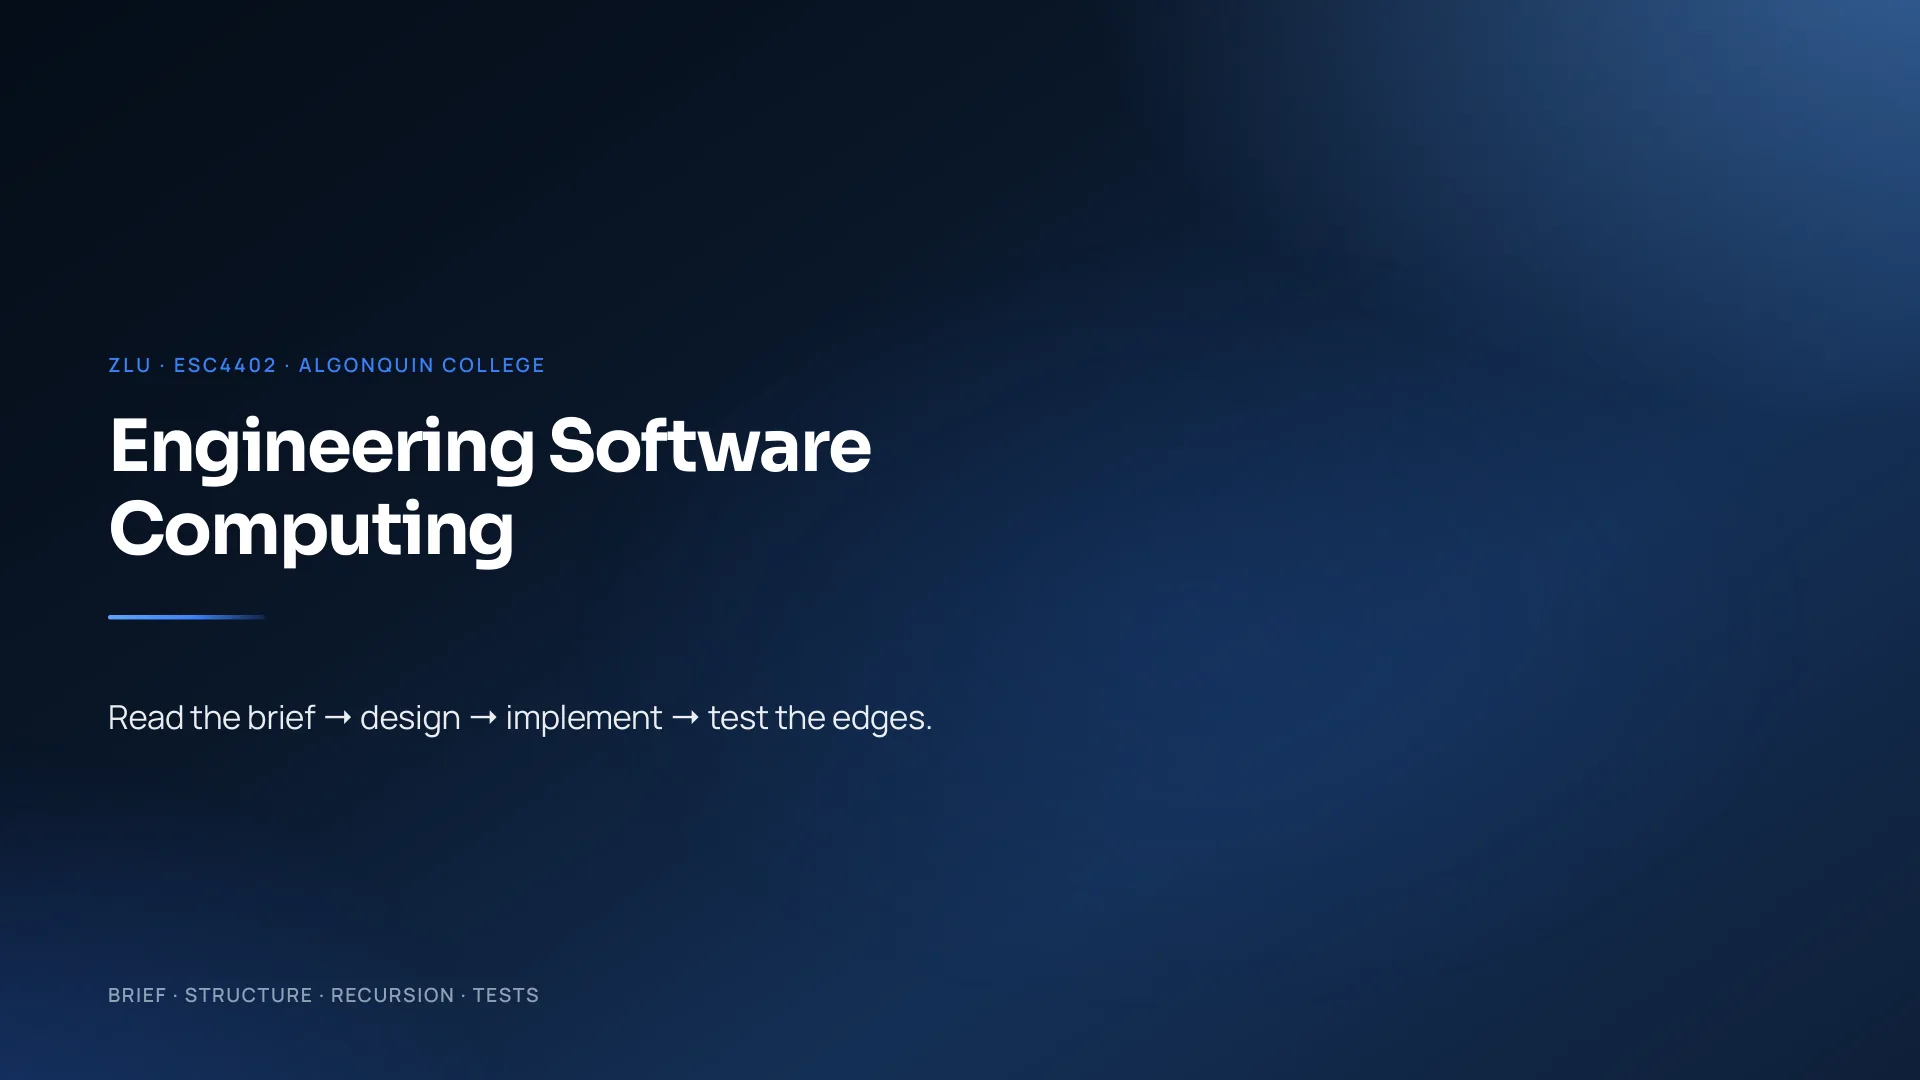 ZLU · ESC4402 · ALGONQUIN COLLEGE
Engineering Software
Computing
Read the brief → design → implement → test the edges.
BRIEF · STRUCTURE · RECURSION · TESTS